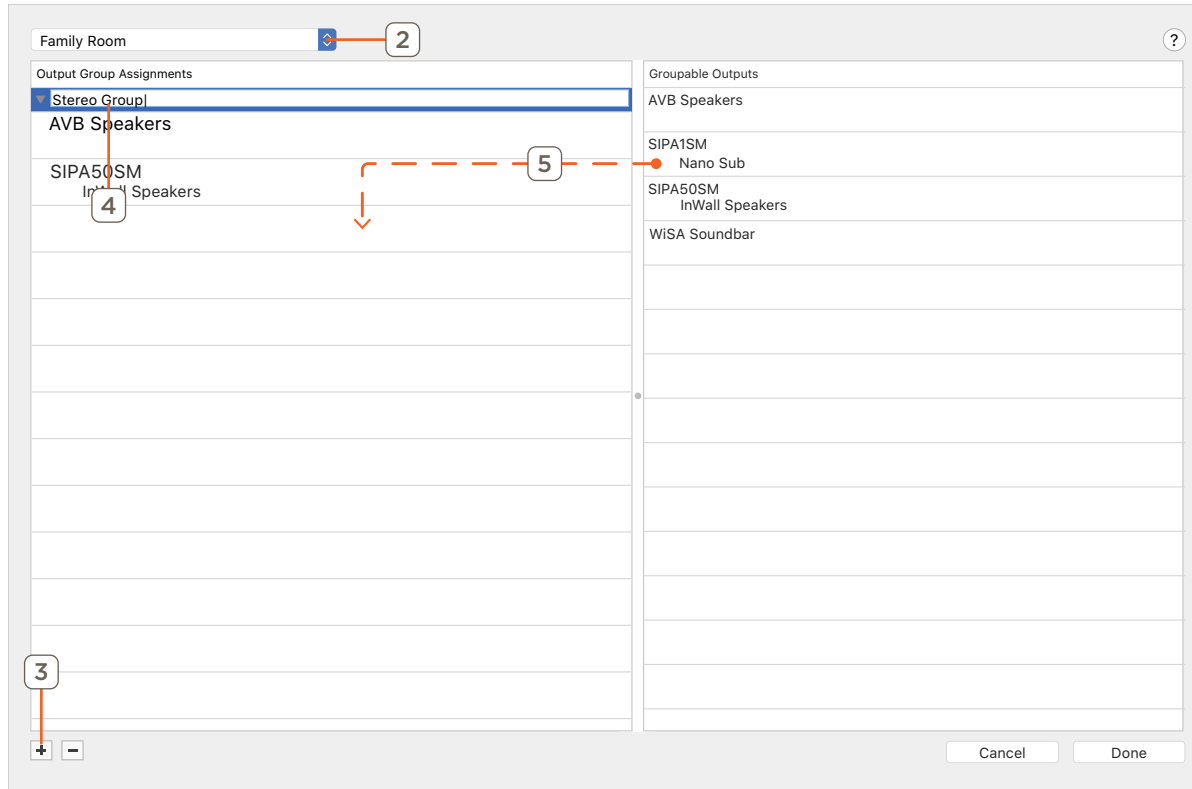 Family Room
2
?
Output Group Assignments
Groupable Outputs
Stereo Group
AVB Speakers
SIPA50SM
InWall Speakers
4
5
AVB Speakers
SIPA1SM
Nano Sub
SIPA50SM
InWall Speakers
WiSA Soundbar
3
+ −
Cancel
Done